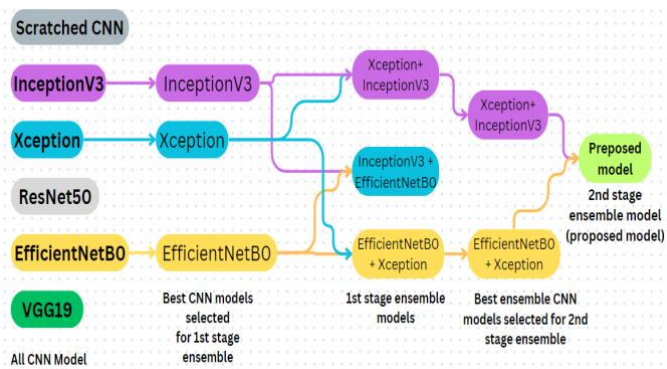 Scratched CNN
InceptionV3
Xception
ResNet50
EfficientNetB0
VGG19
All CNN Model
InceptionV3
Xception
EfficientNetB0
Best CNN models
selected
for 1st stage
ensemble
Xception+
InceptionV3
InceptionV3 +
EfficientNetB0
EfficientNetB0
+ Xception
1st stage ensemble
models
Xception+
InceptionV3
EfficientNetB0
+ Xception
Best ensemble CNN
models selected for 2nd
stage ensemble
Proposed
model
2nd stage
ensemble model
(proposed model)